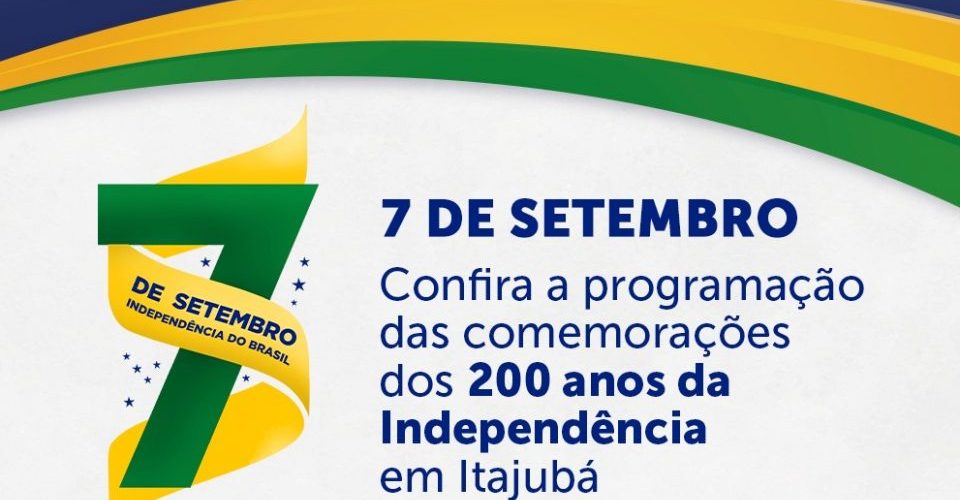 7
DE SETEMBRO
INDEPENDÊNCIA DO BRASIL
7 DE SETEMBRO
Confira a programação
das comemorações
dos 200 anos da
Independência
em Itajubá